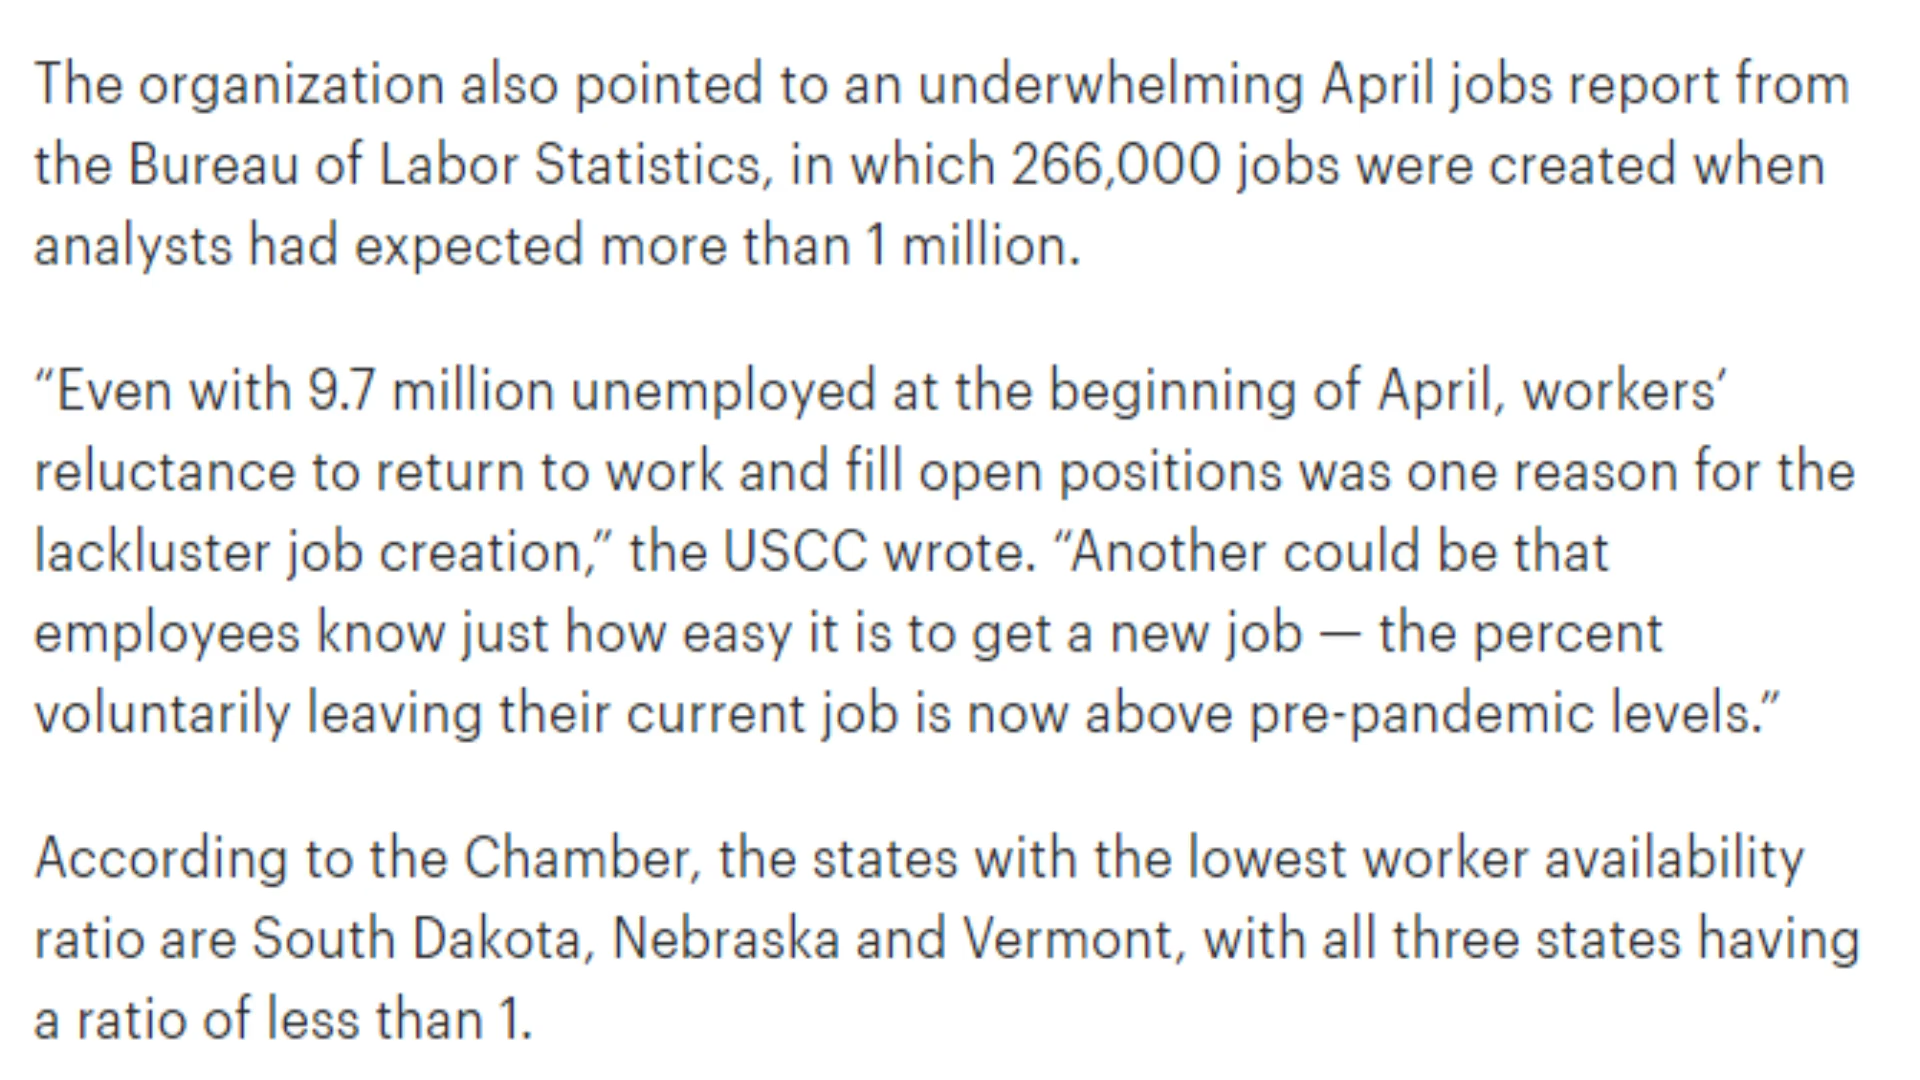 The organization also pointed to an underwhelming April jobs report from
the Bureau of Labor Statistics, in which 266,000 jobs were created when
analysts had expected more than 1 million.
“Even with 9.7 million unemployed at the beginning of April, workers’
reluctance to return to work and fill open positions was one reason for the
lackluster job creation,” the USCC wrote. “Another could be that
employees know just how easy it is to get a new job — the percent
voluntarily leaving their current job is now above pre-pandemic levels.”
According to the Chamber, the states with the lowest worker availability
ratio are South Dakota, Nebraska and Vermont, with all three states having
a ratio of less than 1.